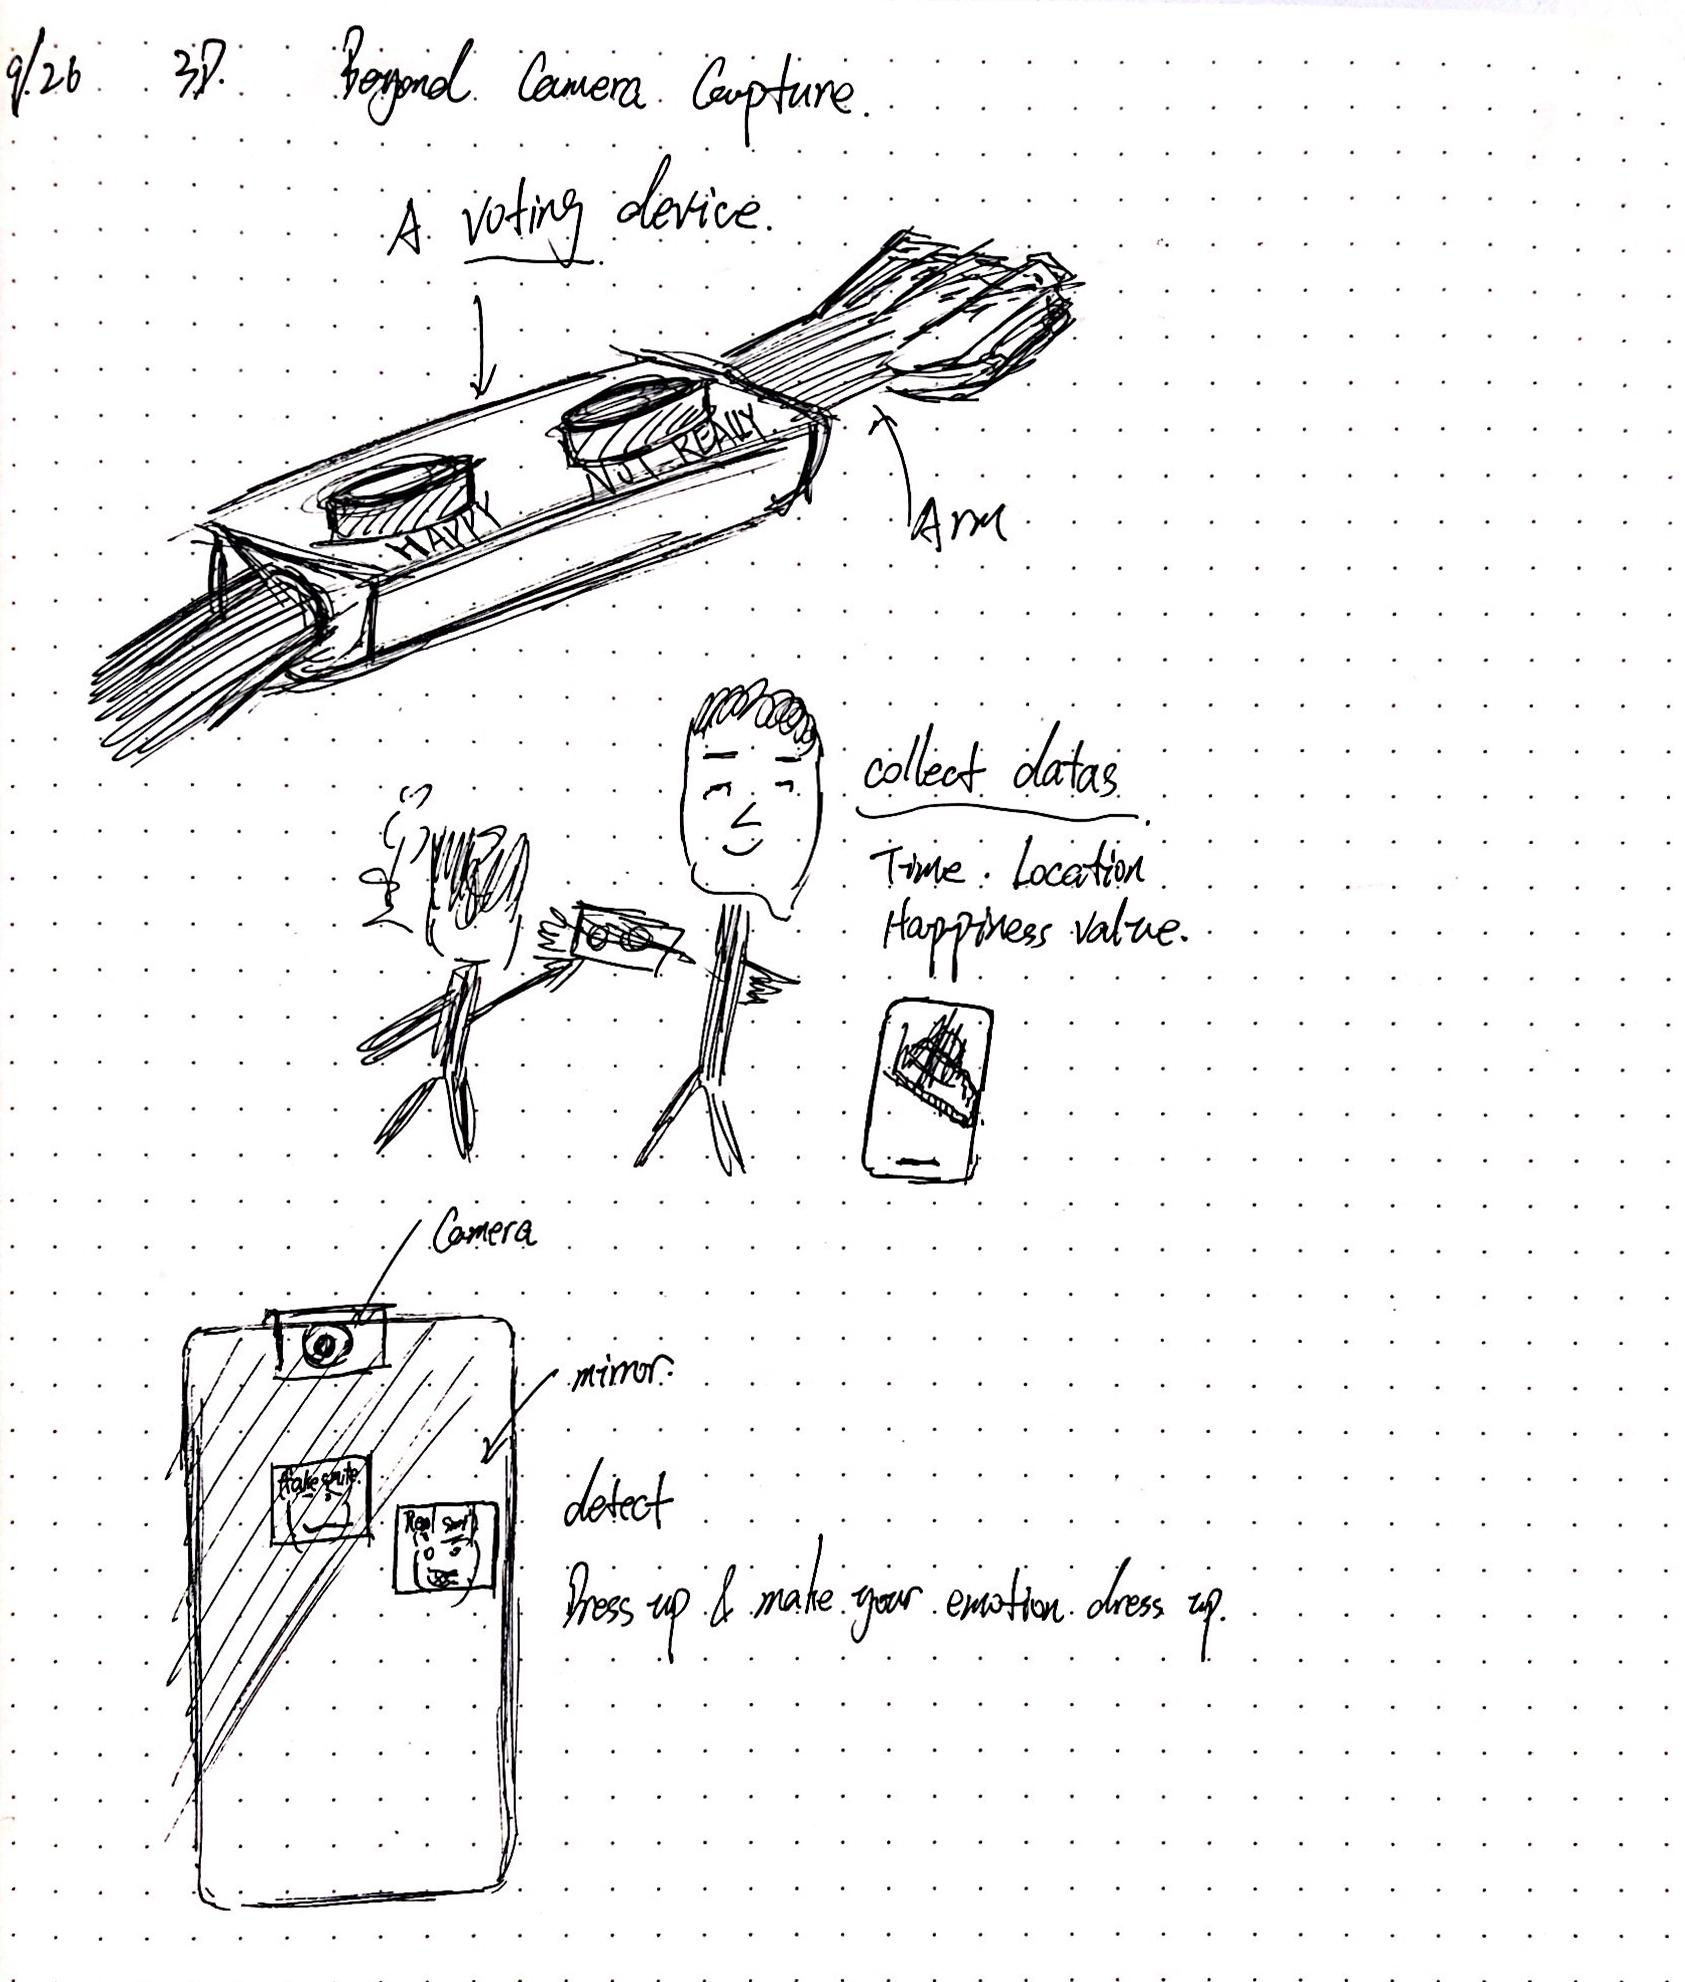 9/26 3D. Beyond Camera Capture.
A voting device.
NOT REALLY
HAPPY
Arm
collect datas
Time. Location
Happiness value.
Camera
mirror.
fake smile.
Real smile
detect
Dress up & make your emotion dress up.